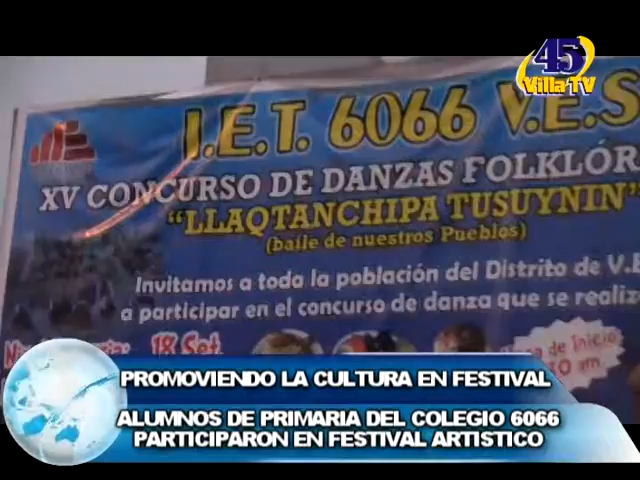 45
Villa TV
I.E.T. 6066 V.E.S
XV CONCURSO DE DANZAS FOLKLÓR
"LLAQTANCHIPA TUSUYNIN"
(baile de nuestros Pueblos)
Invitamos a toda la población del Distrito de V.E
a participar en el concurso de danza que se realiz
18 Set.
de Inicio
am
PROMOVIENDO LA CULTURA EN FESTIVAL
ALUMNOS DE PRIMARIA DEL COLEGIO 6066
PARTICIPARON EN FESTIVAL ARTISTICO